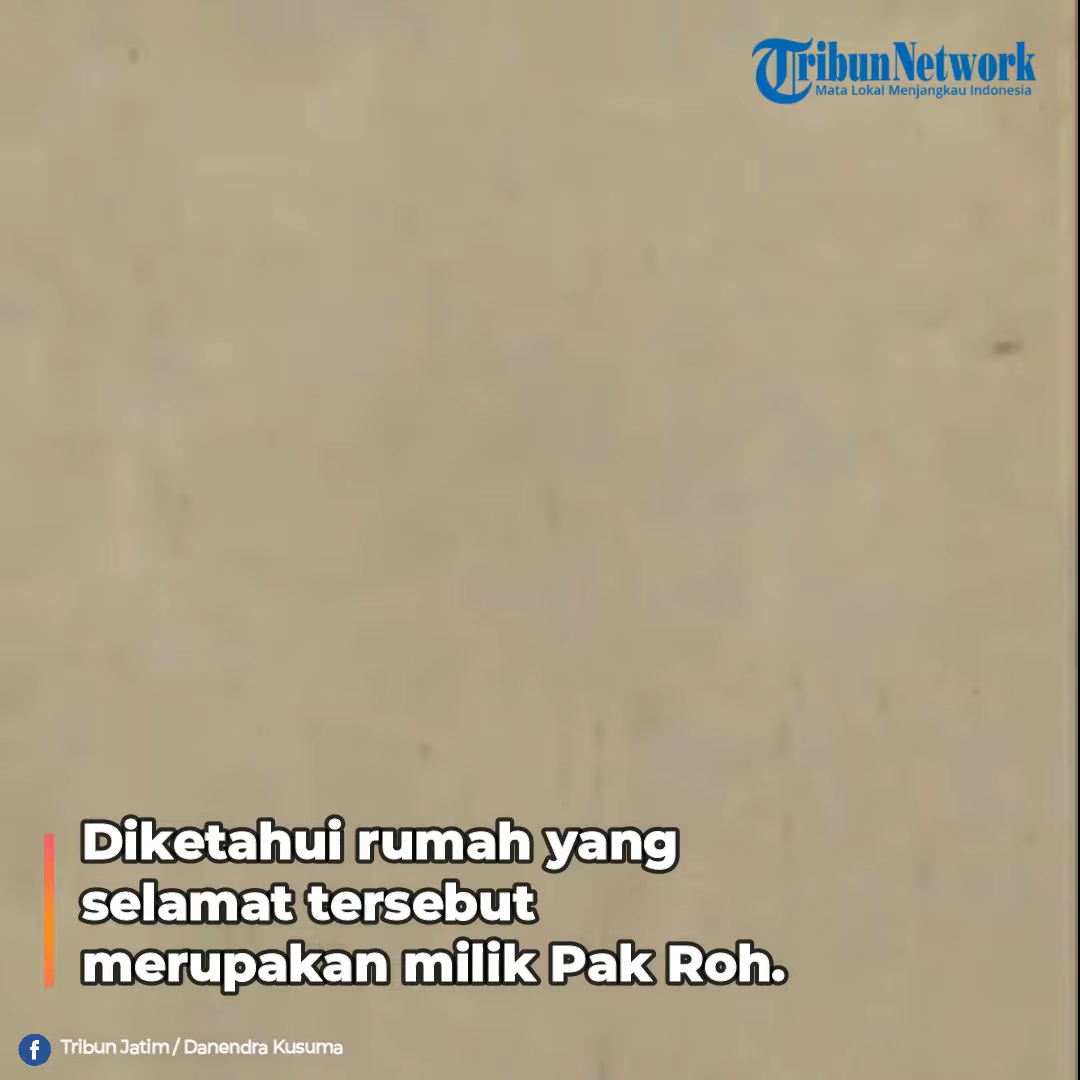 TribunNetwork
Mata Lokal Menjangkau Indonesia
Diketahui rumah yang
selamat tersebut
merupakan milik Pak Roh.
f Tribun Jatim / Danendra Kusuma